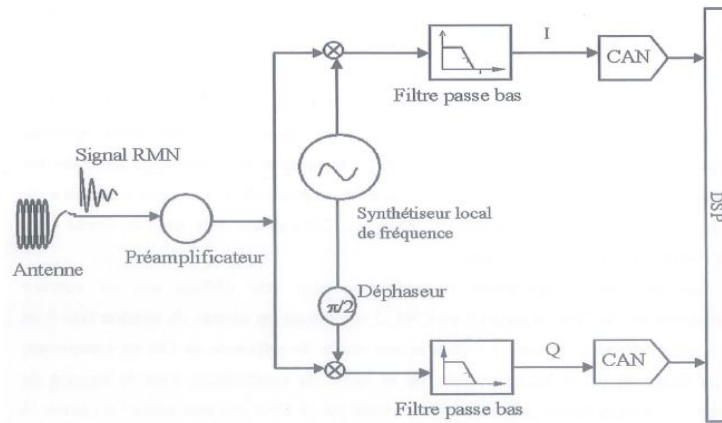 I
CAN
Filtre passe bas
Signal RMN
Synthétiseur local
de fréquence
Préamplificateur
Antenne
Déphaseur
π/2
Q
CAN
Filtre passe bas
DSP